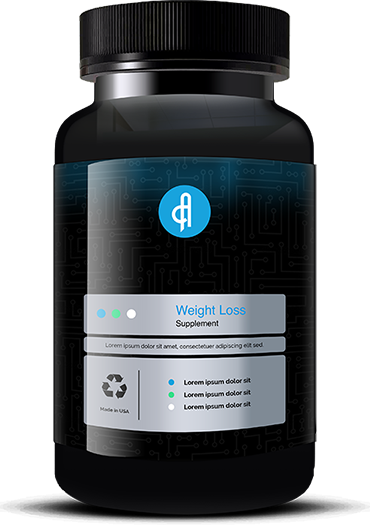 Weight Loss
Supplement
Lorem ipsum dolor sit amet, consectetuer adipiscing elit sed.
Lorem ipsum dolor sit
Lorem ipsum dolor sit
Lorem ipsum dolor sit
Made in USA